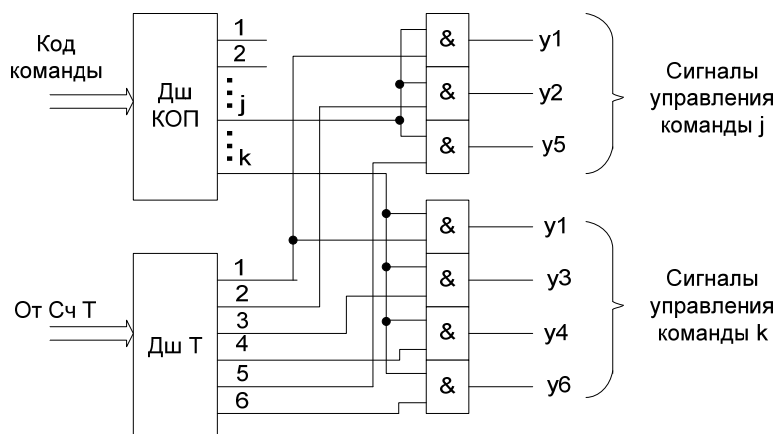 Код
команды
Дш
КОП
1
2
j
k
&
y1
&
y2
&
y5
Сигналы
управления
команды j
От Сч Т
Дш Т
1
2
3
4
5
6
&
y1
&
y3
&
y4
&
y6
Сигналы
управления
команды k